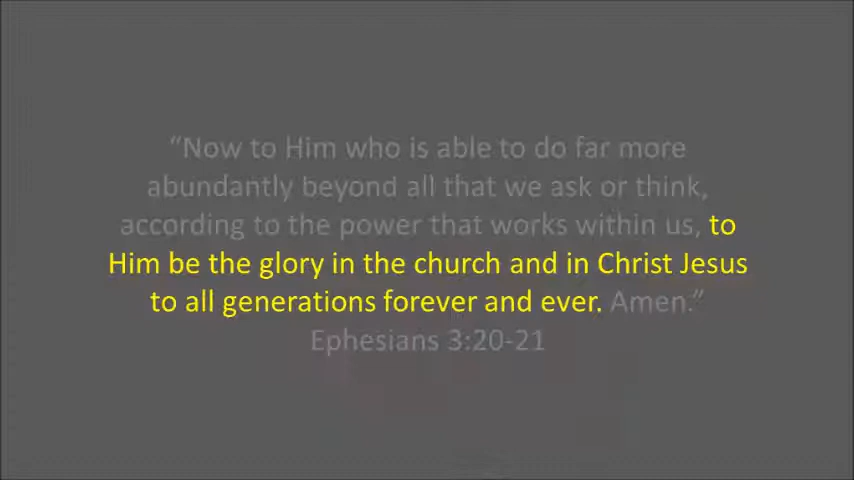 “Now to Him who is able to do far more
abundantly beyond all that we ask or think,
according to the power that works within us, to
Him be the glory in the church and in Christ Jesus
to all generations forever and ever. Amen.”
Ephesians 3:20-21